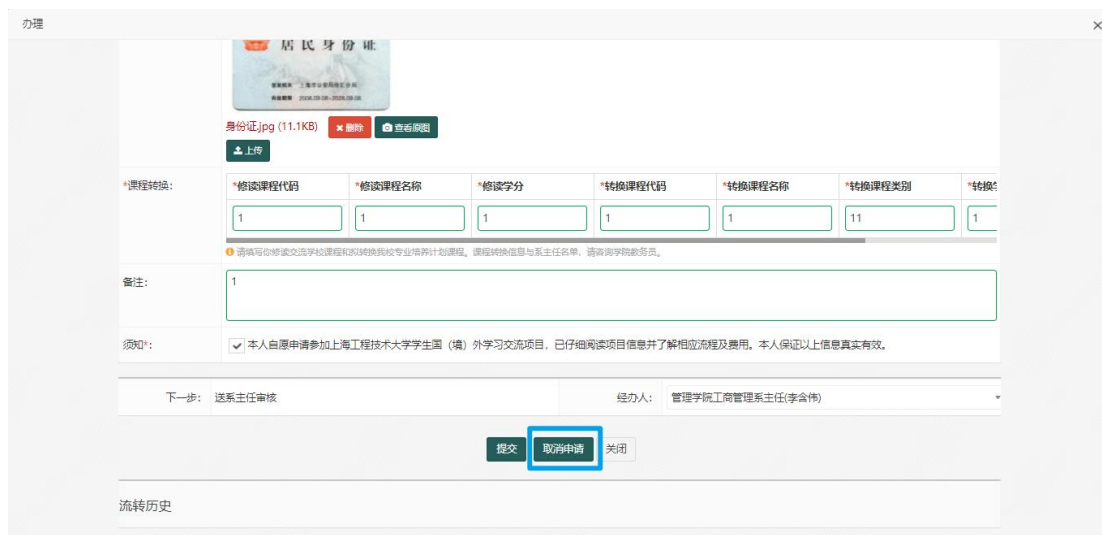 办理
×
居民身份证
身份证.jpg (11.1KB) 删除 查看原图
上传
*课程转换: *修读课程代码 *修读课程名称 *修读学分 *转换课程代码 *转换课程名称 *转换课程类别 *转换
1 1 1 1 1 11 1
请填写你修读交流学校课程和拟转换我校专业培养计划课程。课程转换信息与系主任名单，请咨询学院教务员。
备注: 1
须知*: 本人自愿申请参加上海工程技术大学学生国（境）外学习交流项目，已仔细阅读项目信息并了解相应流程及费用。本人保证以上信息真实有效。
下一步: 送系主任审核 经办人: 管理学院工商管理系主任(李含伟)
提交 取消申请 关闭
流转历史